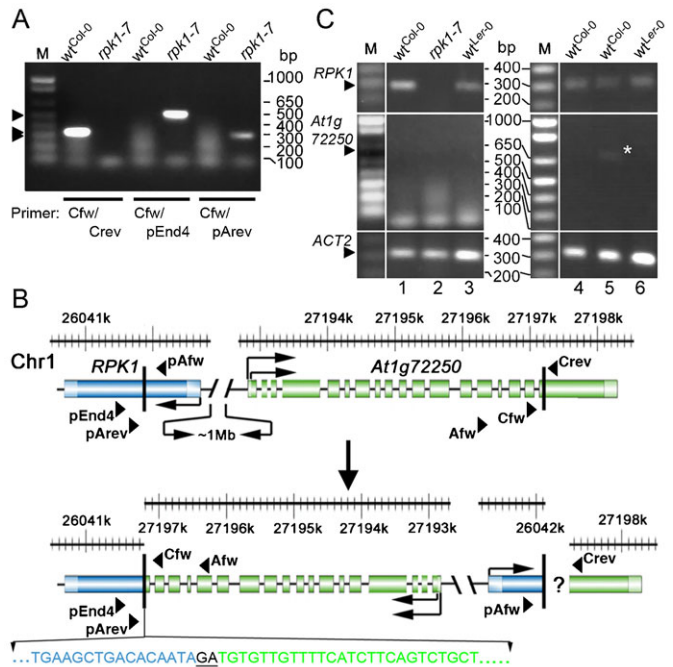 A
wtCol-0 rpk1-7 wtCol-0 rpk1-7 wtCol-0 rpk1-7
M bp
1000
650
500
400
300
200
100
Primer: Cfw/ Crev Cfw/ pEnd4 Cfw/ pArev
C
M wtCol-0 rpk1-7 wtLer-0 bp M wtCol-0 wtCol-0 wtLer-0
RPK1
400
300
200
At1g 72250
1000
650
500
400
300
200
100
*
ACT2
400
300
200
1 2 3 4 5 6
B
26041k 27194k 27195k 27196k 27197k 27198k
Chr1 RPK1 pAfw At1g72250 Crev
pEnd4 pArev ~1Mb Afw Cfw
26041k 27197k 27196k 27195k 27194k 27193k 26042k 27198k
Cfw Afw Crev
pEnd4 pArev pAfw ?
...TGAAGCTGACACAATAGATGTGTTGTTTTCATCTTCAGTCTGCT.....